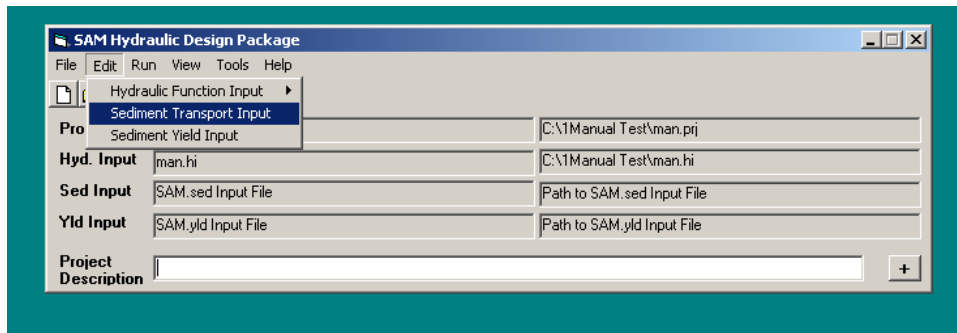 SAM Hydraulic Design Package
File Edit Run View Tools Help
Hydraulic Function Input
Sediment Transport Input
Sediment Yield Input
Pro
C:\1Manual Test\man.prj
Hyd. Input man.hi C:\1Manual Test\man.hi
Sed Input SAM.sed Input File Path to SAM.sed Input File
Yld Input SAM.yld Input File Path to SAM.yld Input File
Project
Description
+